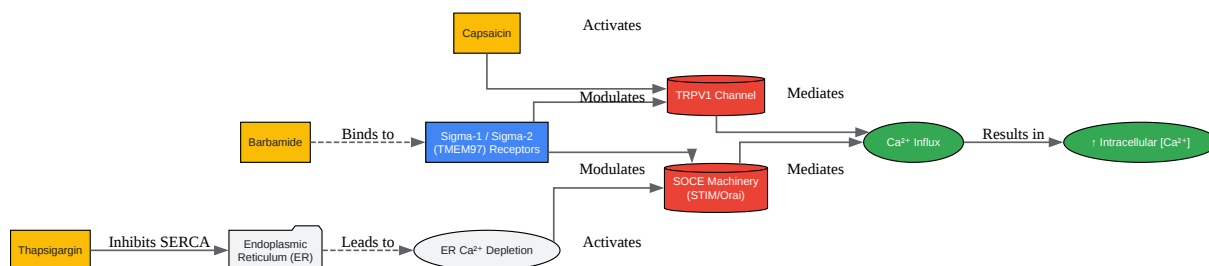 Activates
Capsaicin
Modulates
TRPV1 Channel
Mediates
Barbamide
Binds to
Sigma-1 / Sigma-2
(TMEM97) Receptors
Ca²⁺ Influx
Results in
↑ Intracellular [Ca²⁺]
Modulates
SOCE Machinery
(STIM/Orai)
Mediates
Thapsigargin
Inhibits SERCA
Endoplasmic
Reticulum (ER)
Leads to
ER Ca²⁺ Depletion
Activates